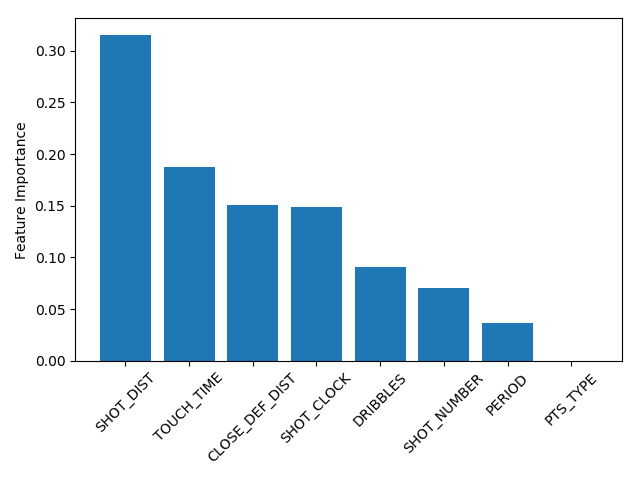 Feature Importance
0.30
0.25
0.20
0.15
0.10
0.05
0.00
SHOT_DIST
TOUCH_TIME
CLOSE_DEF_DIST
SHOT_CLOCK
DRIBBLES
SHOT_NUMBER
PERIOD
PTS_TYPE